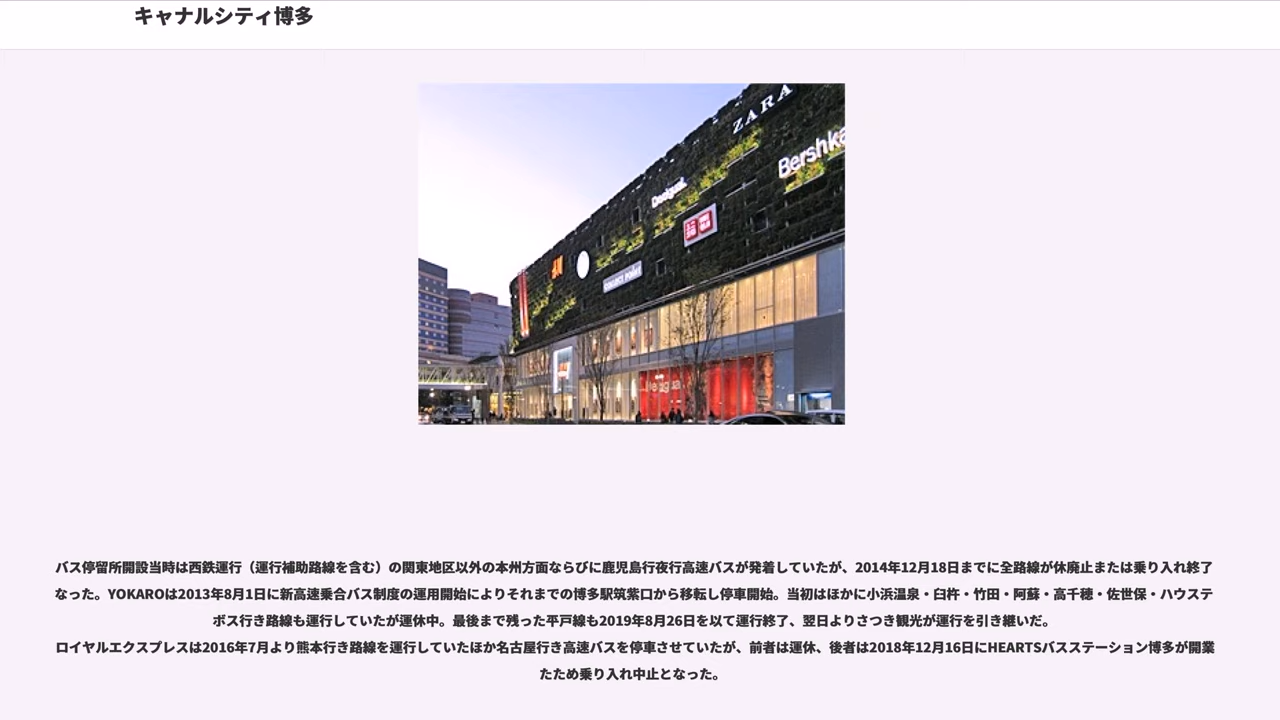 キャナルシティ博多
ZARA
Bershka
Desigual
H&M
COLLECT POINT
Desigual
バス停留所開設当時は西鉄運行（運行補助路線を含む）の関東地区以外の本州方面ならびに鹿児島行夜行高速バスが発着していたが、2014年12月18日までに全路線が休廃止または乗り入れ終了
なった。YOKAROは2013年8月1日に新高速乗合バス制度の運用開始によりそれまでの博多駅筑紫口から移転し停車開始。当初はほかに小浜温泉・臼杵・竹田・阿蘇・高千穂・佐世保・ハウステ
ボス行き路線も運行していたが運休中。最後まで残った平戸線も2019年8月26日を以て運行終了、翌日よりさつき観光が運行を引き継いだ。
ロイヤルエクスプレスは2016年7月より熊本行き路線を運行していたほか名古屋行き高速バスを停車させていたが、前者は運休、後者は2018年12月16日にHEARTSバスステーション博多が開業
たため乗り入れ中止となった。